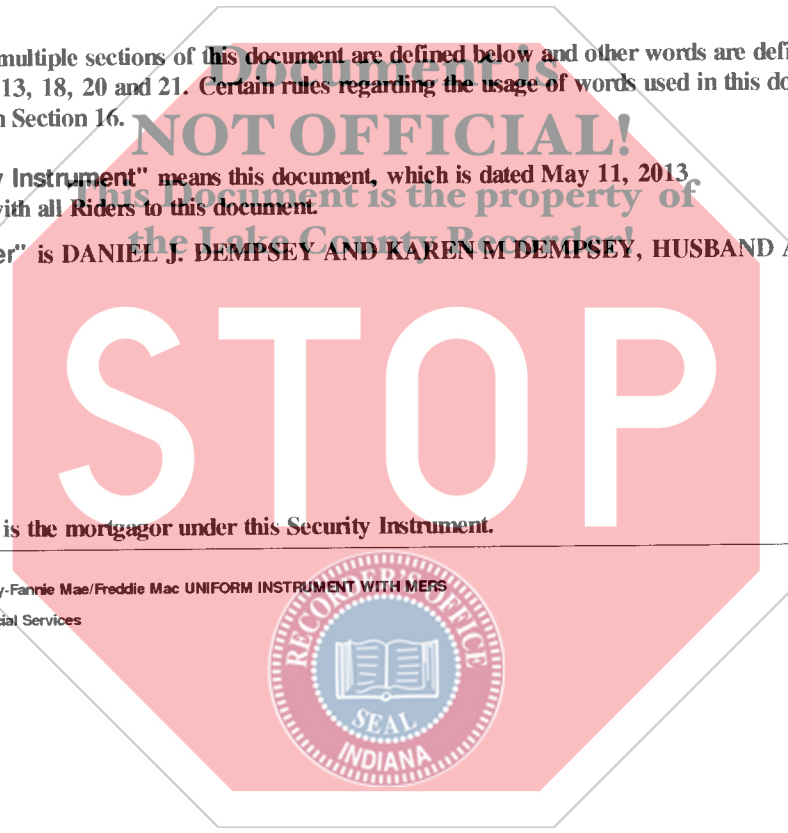 multiple sections of this document are defined below and other words are defi
Document is
13, 18, 20 and 21. Certain rules regarding the usage of words used in this do
n Section 16.
NOT OFFICIAL!
y Instrument" means this document, which is dated May 11, 2013
This Document is the property of
with all Riders to this document.
the Lake County Recorder!
er" is DANIEL J. DEMPSEY AND KAREN M DEMPSEY, HUSBAND A
STOP
is the mortgagor under this Security Instrument.
y-Fannie Mae/Freddie Mac UNIFORM INSTRUMENT WITH MERS
cial Services
RECORDER'S OFFICE
SEAL
INDIANA